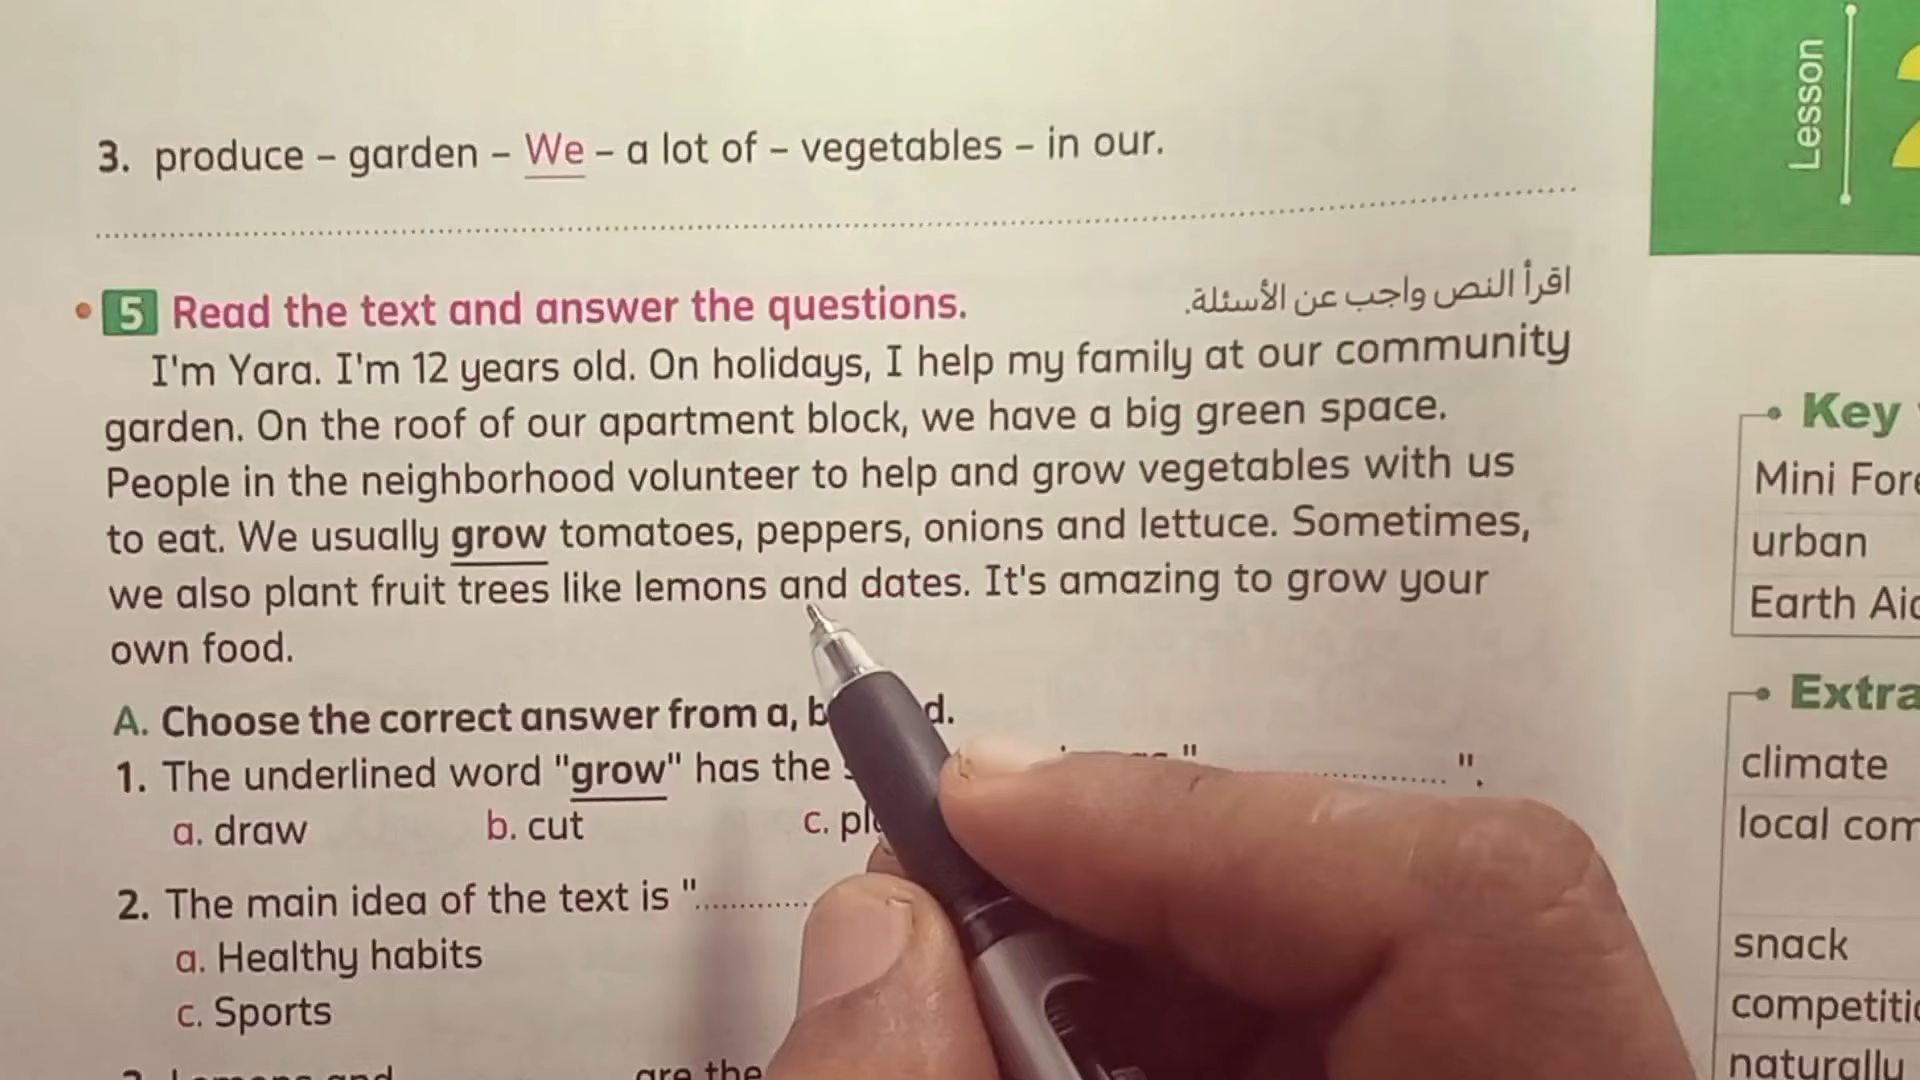 3. produce – garden – We – a lot of – vegetables – in our.
5 Read the text and answer the questions.
اقرأ النص واجب عن الأسئلة.
I'm Yara. I'm 12 years old. On holidays, I help my family at our community
garden. On the roof of our apartment block, we have a big green space.
People in the neighborhood volunteer to help and grow vegetables with us
to eat. We usually grow tomatoes, peppers, onions and lettuce. Sometimes,
we also plant fruit trees like lemons and dates. It's amazing to grow your
own food.
A. Choose the correct answer from a, b d.
1. The underlined word "grow" has the " ".
a. draw b. cut c.
2. The main idea of the text is "
a. Healthy habits
c. Sports
Lemons and are the
Lesson 2
Key
Mini
urban
Earth
Extra
climate
local
snack
naturally